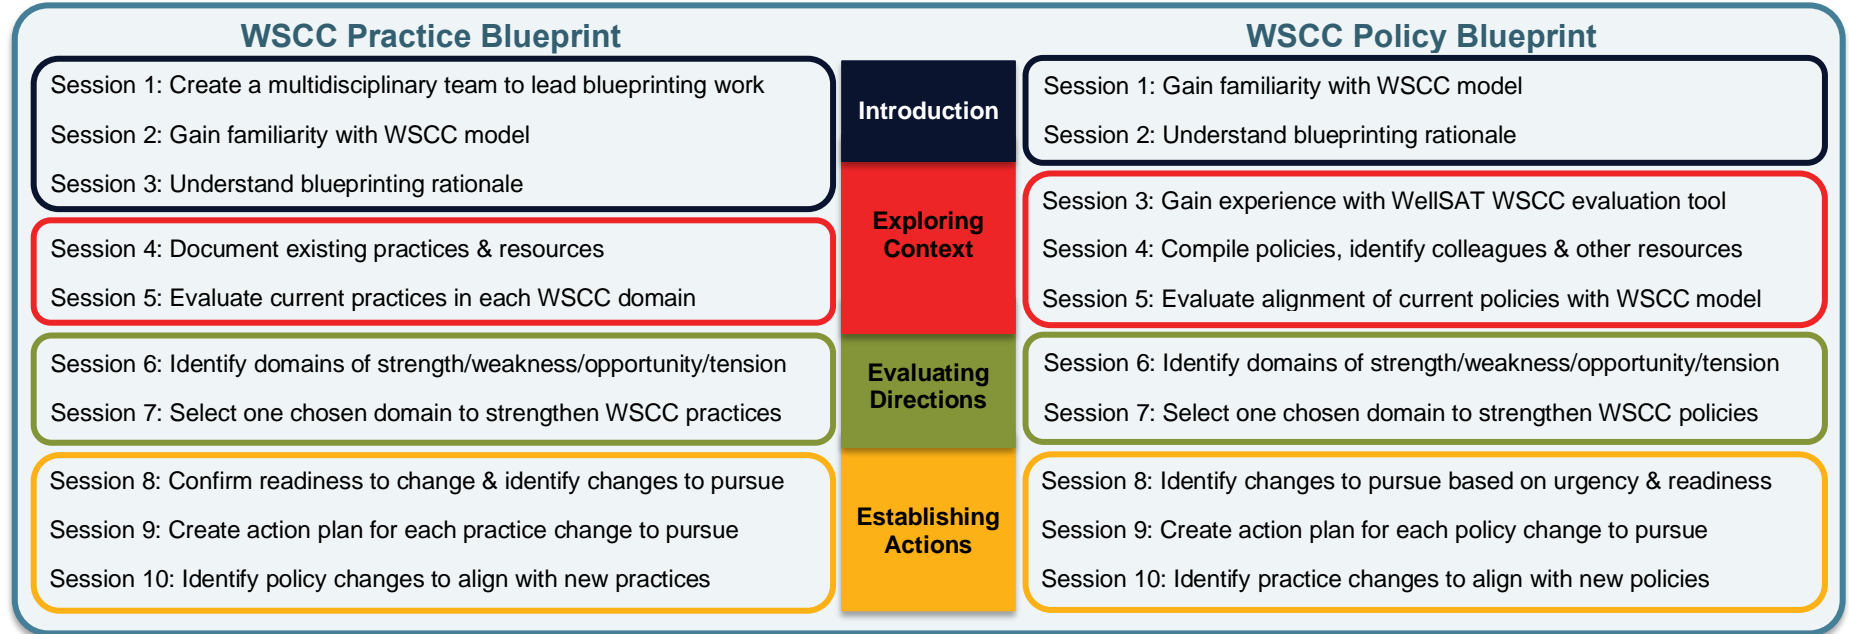 WSCC Practice Blueprint
Session 1: Create a multidisciplinary team to lead blueprinting work
Session 2: Gain familiarity with WSCC model
Session 3: Understand blueprinting rationale
Session 4: Document existing practices & resources
Session 5: Evaluate current practices in each WSCC domain
Session 6: Identify domains of strength/weakness/opportunity/tension
Session 7: Select one chosen domain to strengthen WSCC practices
Session 8: Confirm readiness to change & identify changes to pursue
Session 9: Create action plan for each practice change to pursue
Session 10: Identify policy changes to align with new practices
Introduction
Exploring
Context
Evaluating
Directions
Establishing
Actions
WSCC Policy Blueprint
Session 1: Gain familiarity with WSCC model
Session 2: Understand blueprinting rationale
Session 3: Gain experience with WellSAT WSCC evaluation tool
Session 4: Compile policies, identify colleagues & other resources
Session 5: Evaluate alignment of current policies with WSCC model
Session 6: Identify domains of strength/weakness/opportunity/tension
Session 7: Select one chosen domain to strengthen WSCC policies
Session 8: Identify changes to pursue based on urgency & readiness
Session 9: Create action plan for each policy change to pursue
Session 10: Identify practice changes to align with new policies